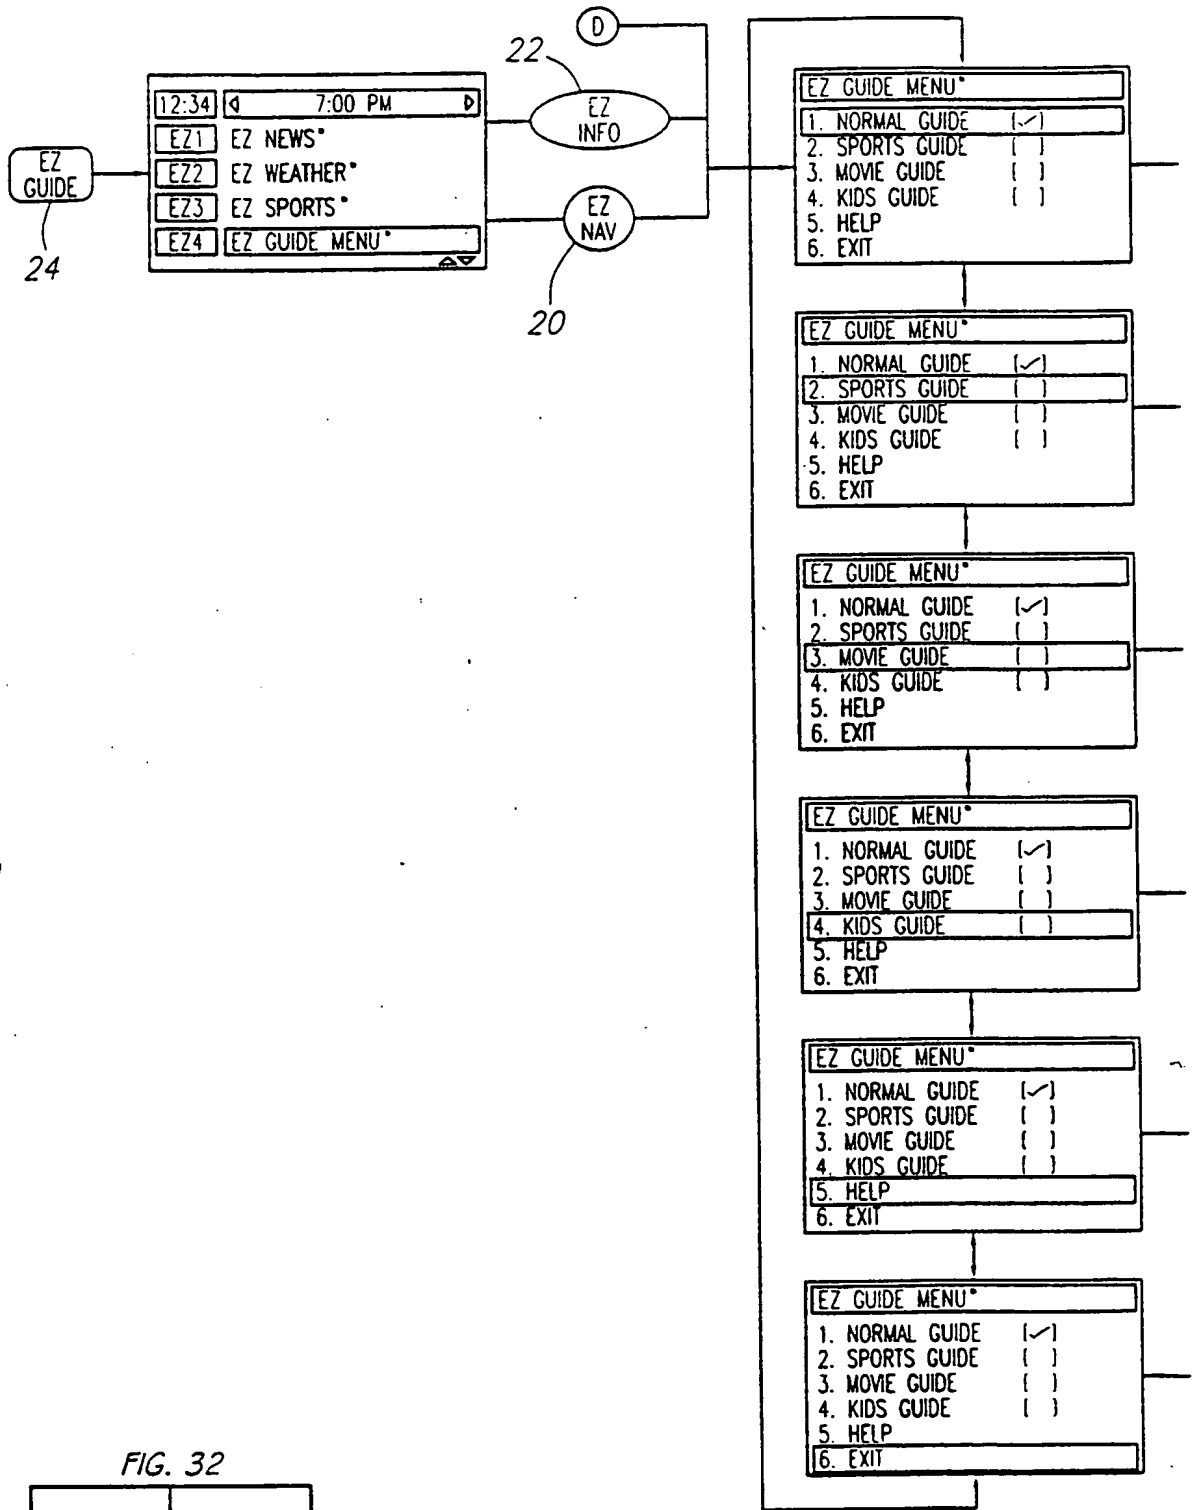 D
22
EZ
INFO
12:34 7:00 PM
EZ1 EZ NEWS°
EZ2 EZ WEATHER°
EZ3 EZ SPORTS°
EZ4 EZ GUIDE MENU°
EZ
GUIDE
24
EZ
NAV
20
EZ GUIDE MENU°
1. NORMAL GUIDE [✓]
2. SPORTS GUIDE [ ]
3. MOVIE GUIDE [ ]
4. KIDS GUIDE [ ]
5. HELP
6. EXIT
EZ GUIDE MENU°
1. NORMAL GUIDE [✓]
2. SPORTS GUIDE [ ]
3. MOVIE GUIDE [ ]
4. KIDS GUIDE [ ]
5. HELP
6. EXIT
EZ GUIDE MENU°
1. NORMAL GUIDE [✓]
2. SPORTS GUIDE [ ]
3. MOVIE GUIDE [ ]
4. KIDS GUIDE [ ]
5. HELP
6. EXIT
EZ GUIDE MENU°
1. NORMAL GUIDE [✓]
2. SPORTS GUIDE [ ]
3. MOVIE GUIDE [ ]
4. KIDS GUIDE [ ]
5. HELP
6. EXIT
EZ GUIDE MENU°
1. NORMAL GUIDE [✓]
2. SPORTS GUIDE [ ]
3. MOVIE GUIDE [ ]
4. KIDS GUIDE [ ]
5. HELP
6. EXIT
EZ GUIDE MENU°
1. NORMAL GUIDE [✓]
2. SPORTS GUIDE [ ]
3. MOVIE GUIDE [ ]
4. KIDS GUIDE [ ]
5. HELP
6. EXIT
FIG. 32